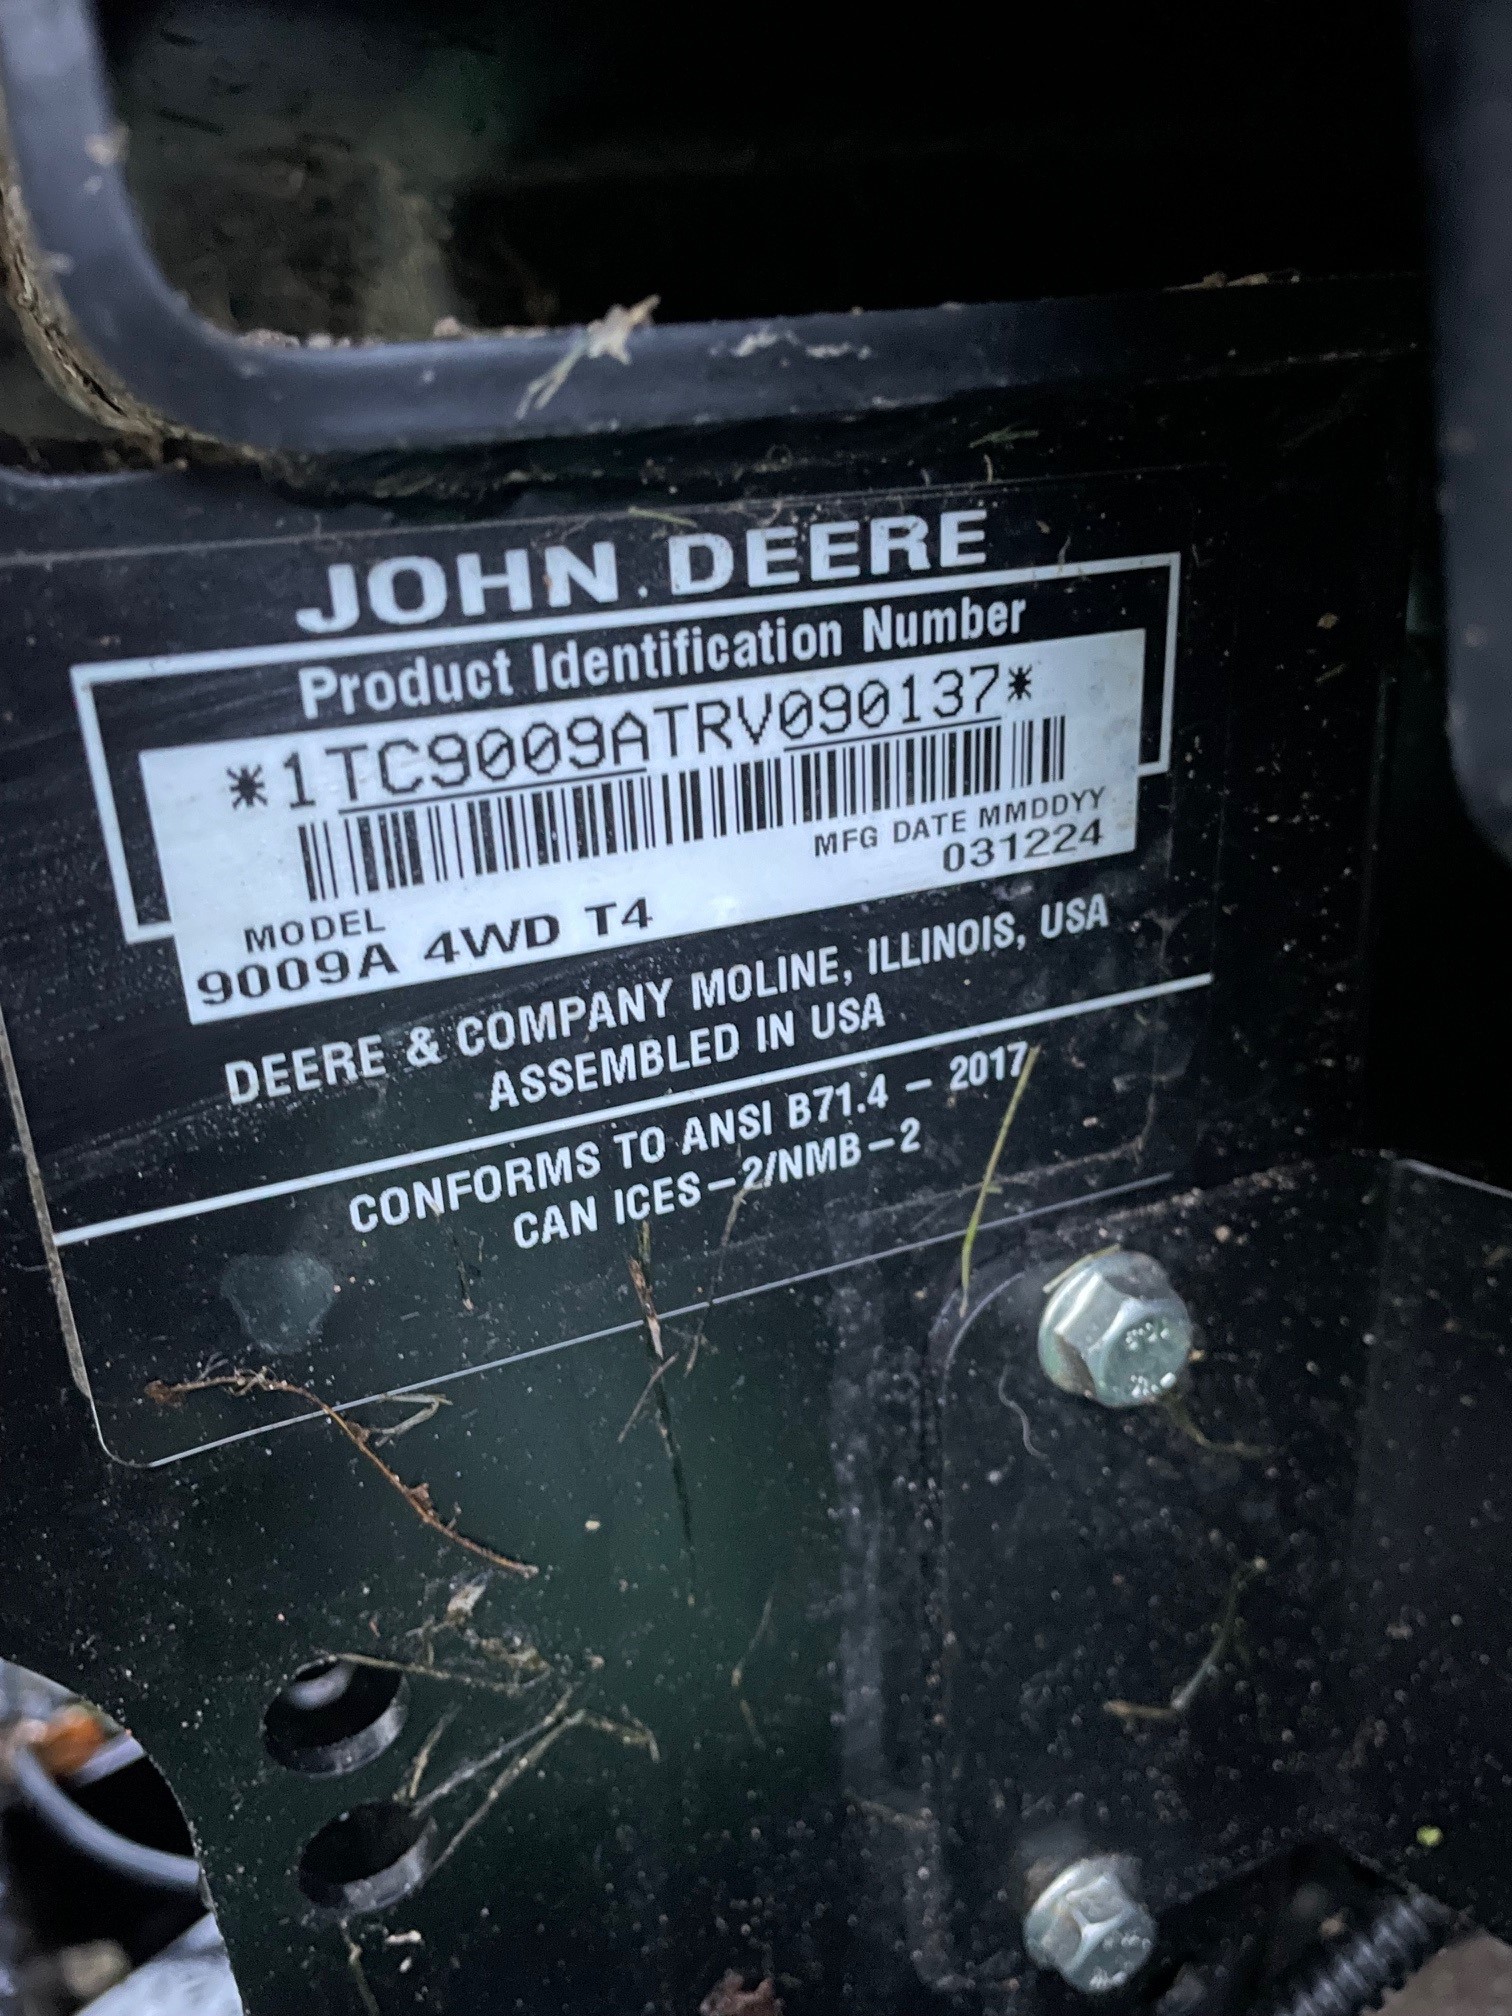 JOHN DEERE
Product Identification Number
*1TC9009ATRV090137*
MFG DATE MMDDYY
031224
MODEL
9009A 4WD T4
DEERE & COMPANY MOLINE, ILLINOIS, USA
ASSEMBLED IN USA
CONFORMS TO ANSI B71.4 – 2017
CAN ICES–2/NMB–2